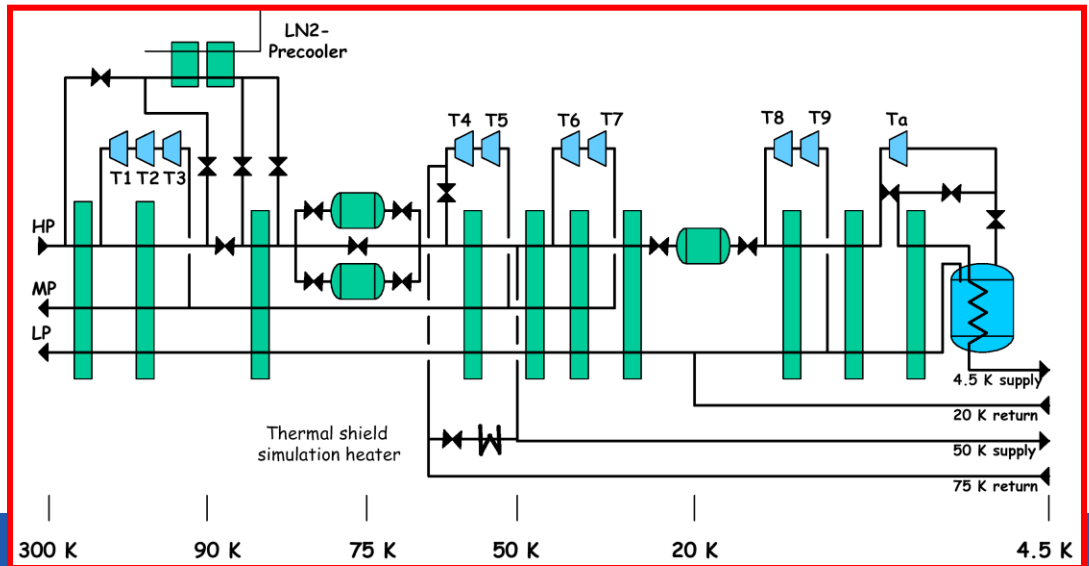 LN2-
Precooler
T4 T5 T6 T7 T8 T9 Ta
T1 T2 T3
HP
MP
LP
4.5 K supply
20 K return
Thermal shield
simulation heater
50 K supply
75 K return
300 K 90 K 75 K 50 K 20 K 4.5 K